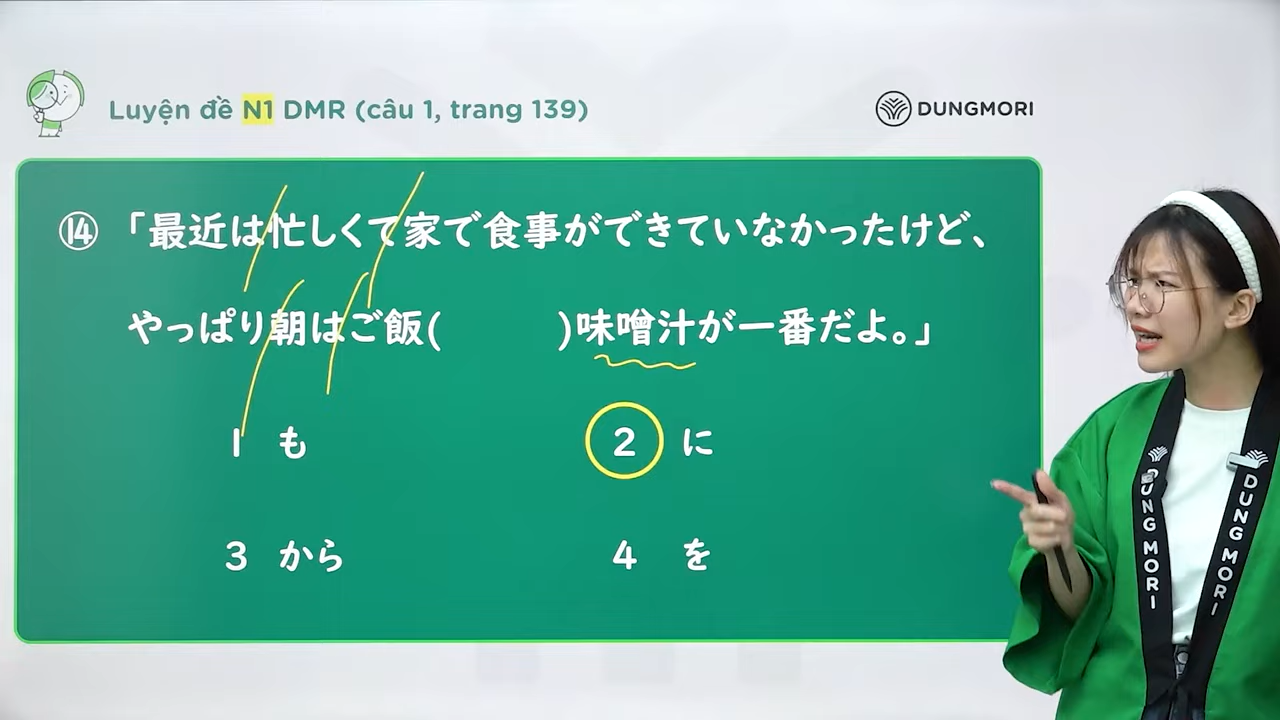 Luyện đề N1 DMR (câu 1, trang 139)
DUNGMORI
⑭ 「最近は忙しくて家で食事ができていなかったけど、
やっぱり朝はご飯( )味噌汁が一番だよ。」
1 も
2 に
3 から
4 を
DUNG MORI
DUNG MORI